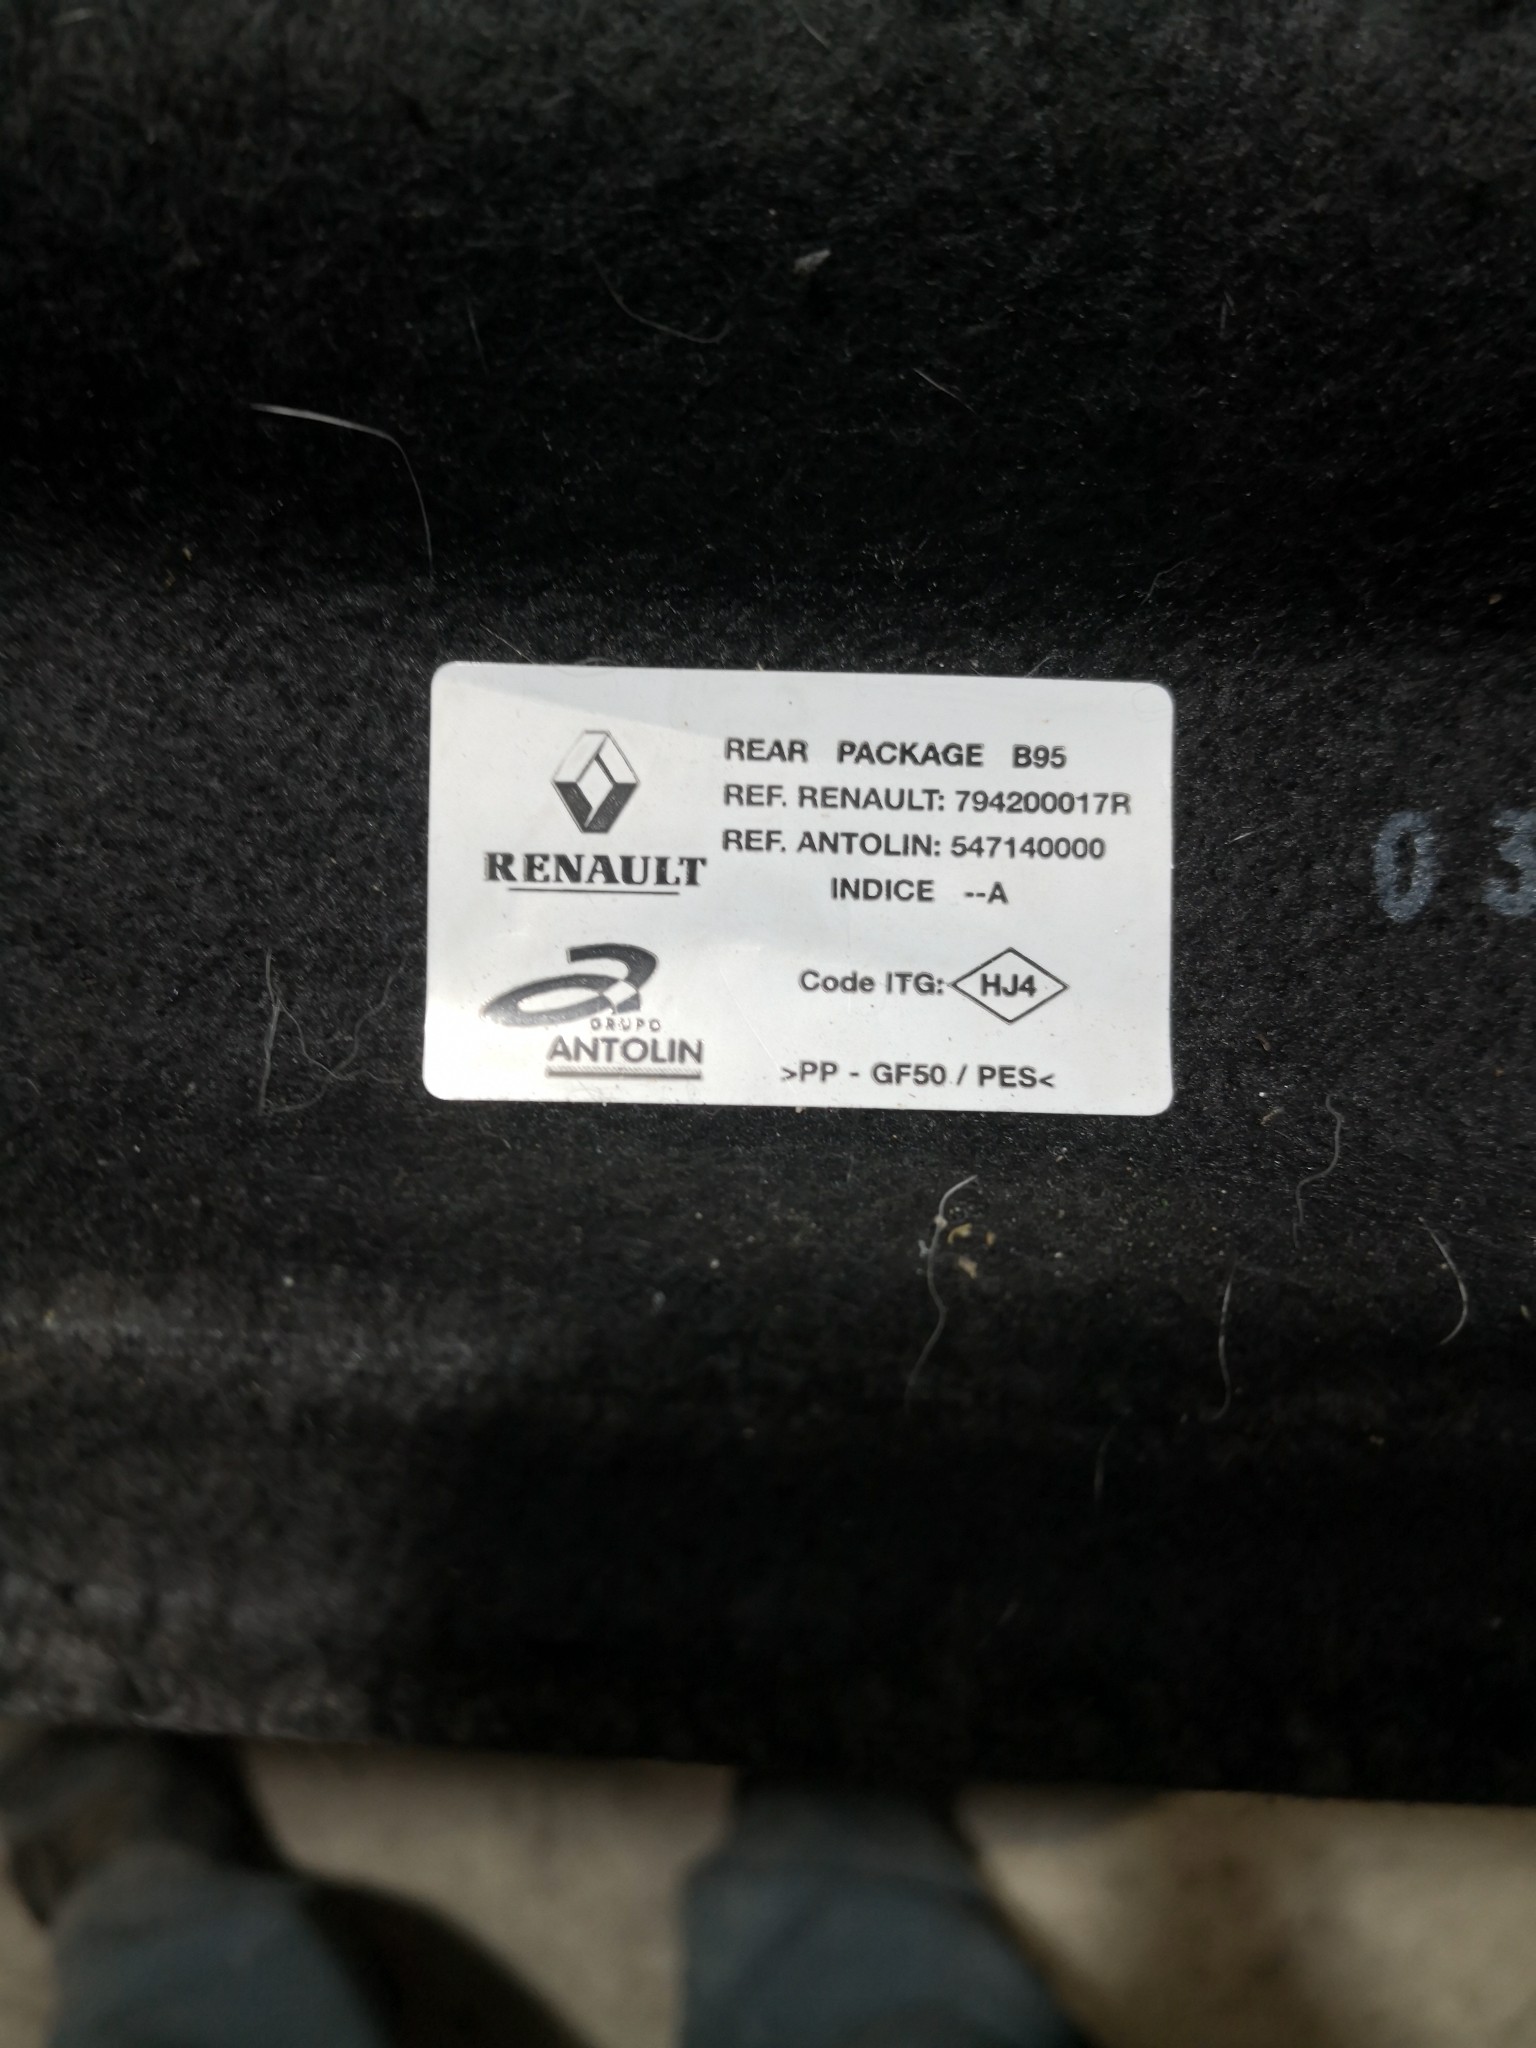 REAR PACKAGE B95
REF. RENAULT: 794200017R
REF. ANTOLIN: 547140000
INDICE --A
RENAULT
Code ITG: HJ4
GRUPO
ANTOLIN
>PP - GF50 / PES<
03